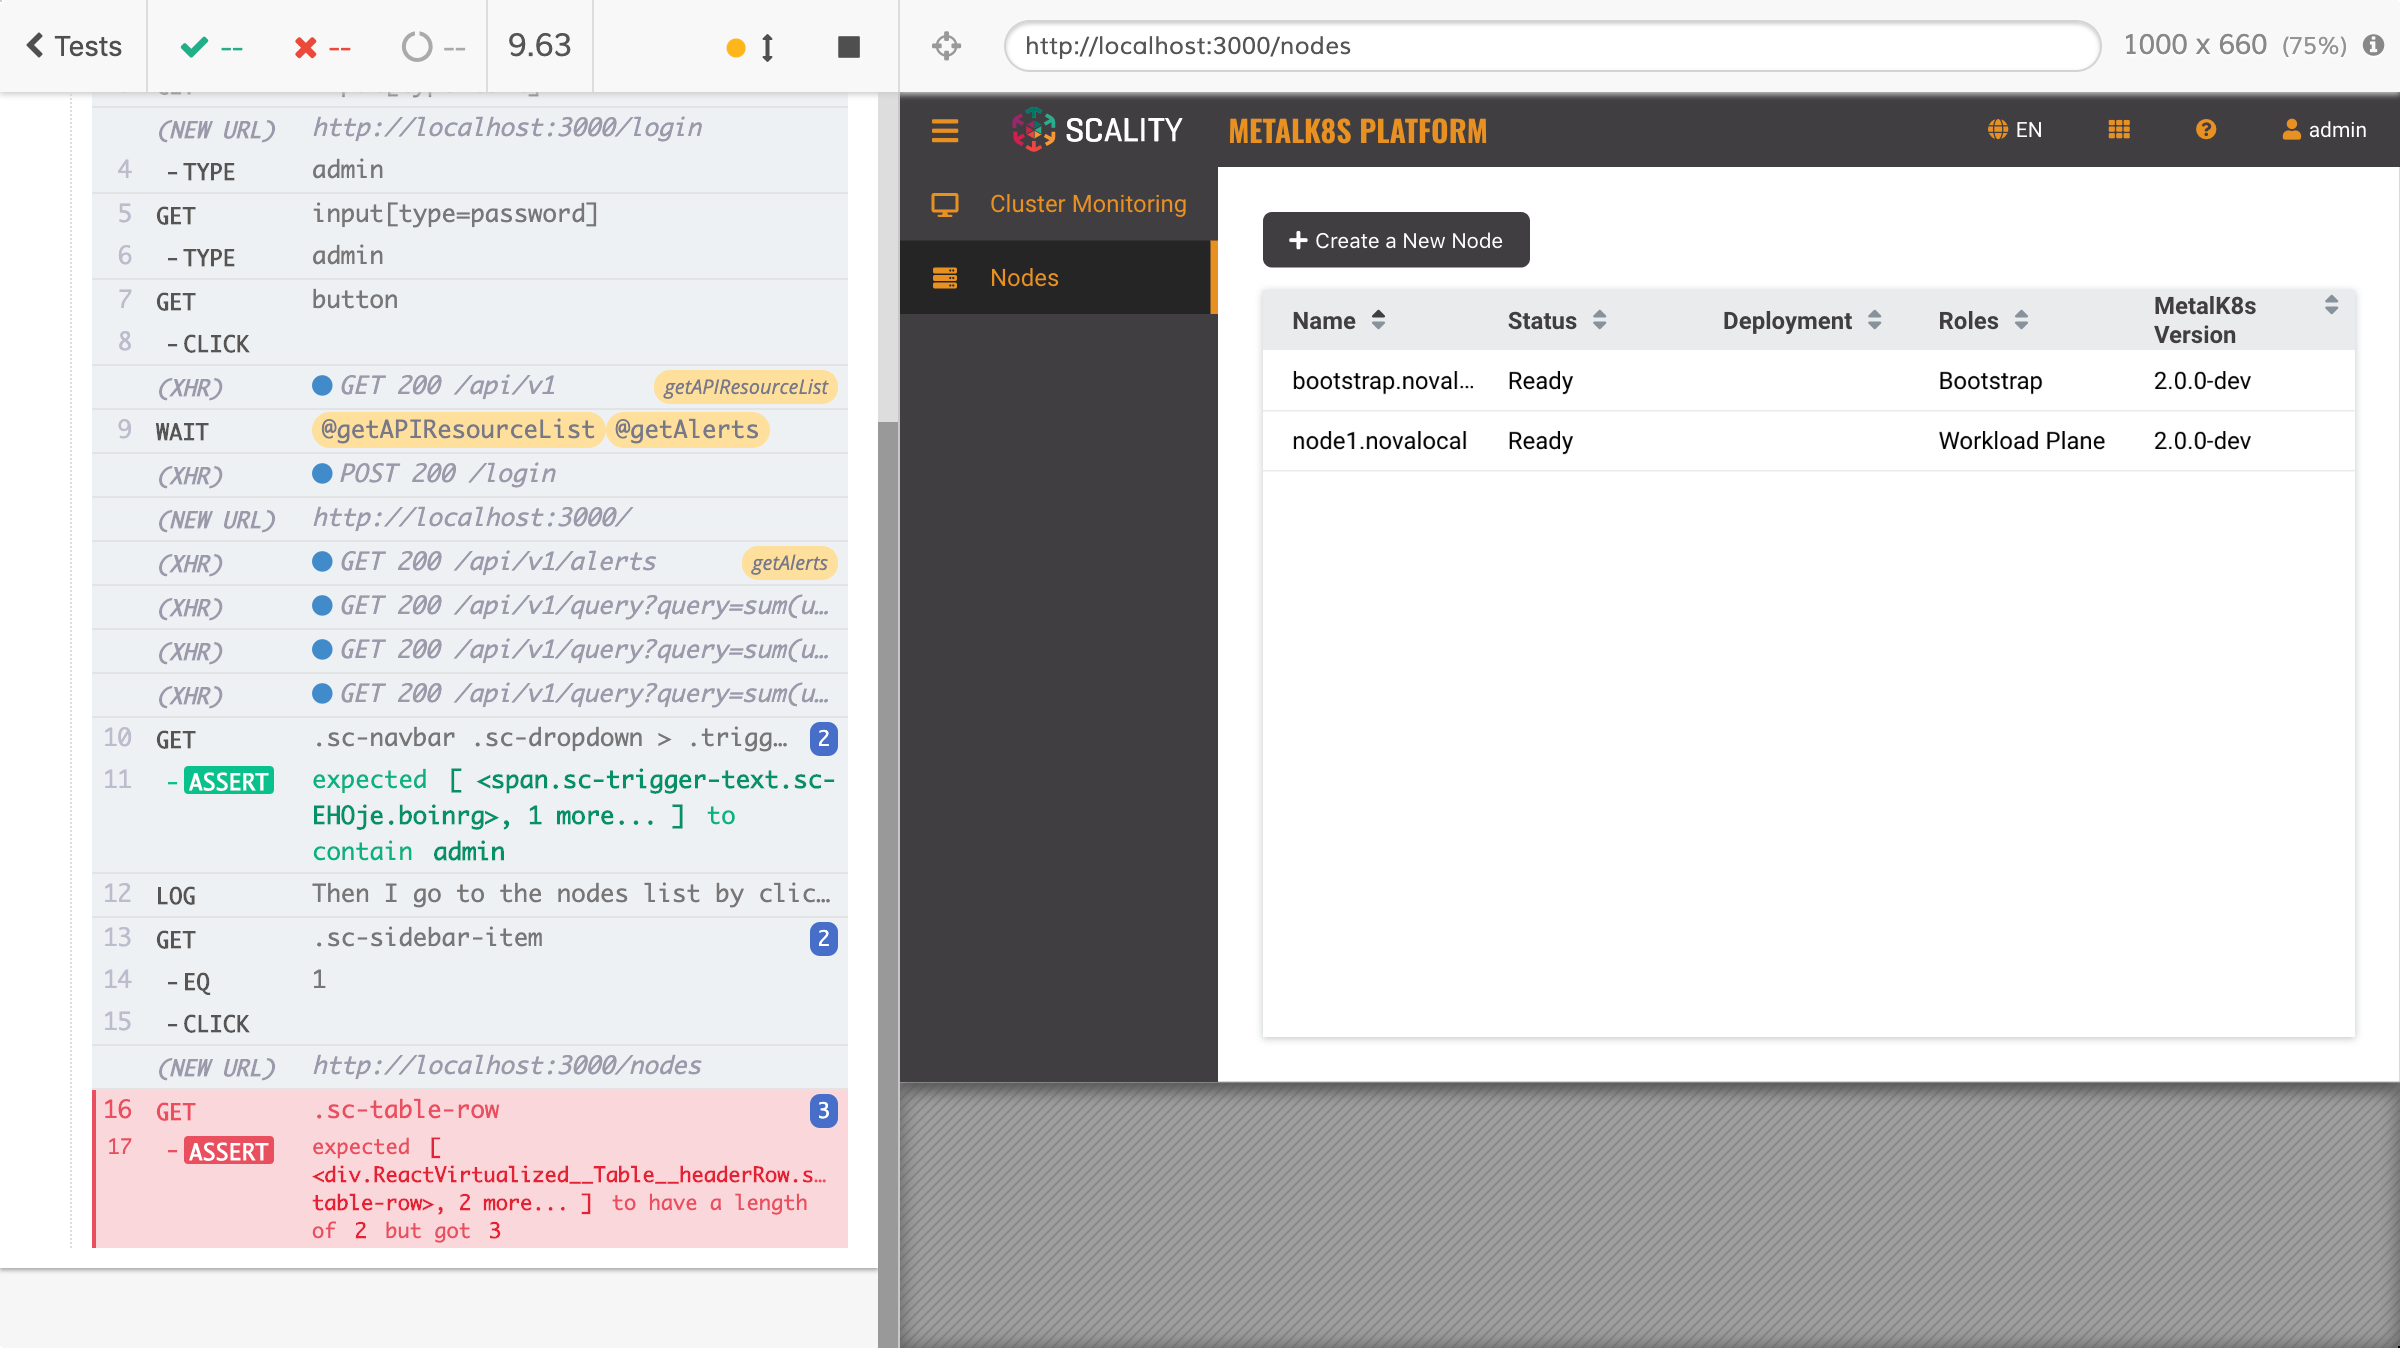 Tests
--
--
--
9.63
http://localhost:3000/nodes
1000 x 660 (75%)
(NEW URL) http://localhost:3000/login
4 -TYPE admin
5 GET input[type=password]
6 -TYPE admin
7 GET button
8 -CLICK
(XHR) GET 200 /api/v1 getAPIResourceList
9 WAIT @getAPIResourceList @getAlerts
(XHR) POST 200 /login
(NEW URL) http://localhost:3000/
(XHR) GET 200 /api/v1/alerts getAlerts
(XHR) GET 200 /api/v1/query?query=sum(u…
(XHR) GET 200 /api/v1/query?query=sum(u…
(XHR) GET 200 /api/v1/query?query=sum(u…
10 GET .sc-navbar .sc-dropdown > .trigg… 2
11 -ASSERT expected [ <span.sc-trigger-text.sc-
EHOje.boinrg>, 1 more... ] to
contain admin
12 LOG Then I go to the nodes list by clic…
13 GET .sc-sidebar-item 2
14 -EQ 1
15 -CLICK
(NEW URL) http://localhost:3000/nodes
16 GET .sc-table-row 3
17 -ASSERT expected [
<div.ReactVirtualized__Table__headerRow.s…
table-row>, 2 more... ] to have a length
of 2 but got 3
SCALITY METALK8S PLATFORM
EN
admin
Cluster Monitoring
Nodes
+ Create a New Node
Name Status Deployment Roles MetalK8s
Version
bootstrap.noval… Ready Bootstrap 2.0.0-dev
node1.novalocal Ready Workload Plane 2.0.0-dev